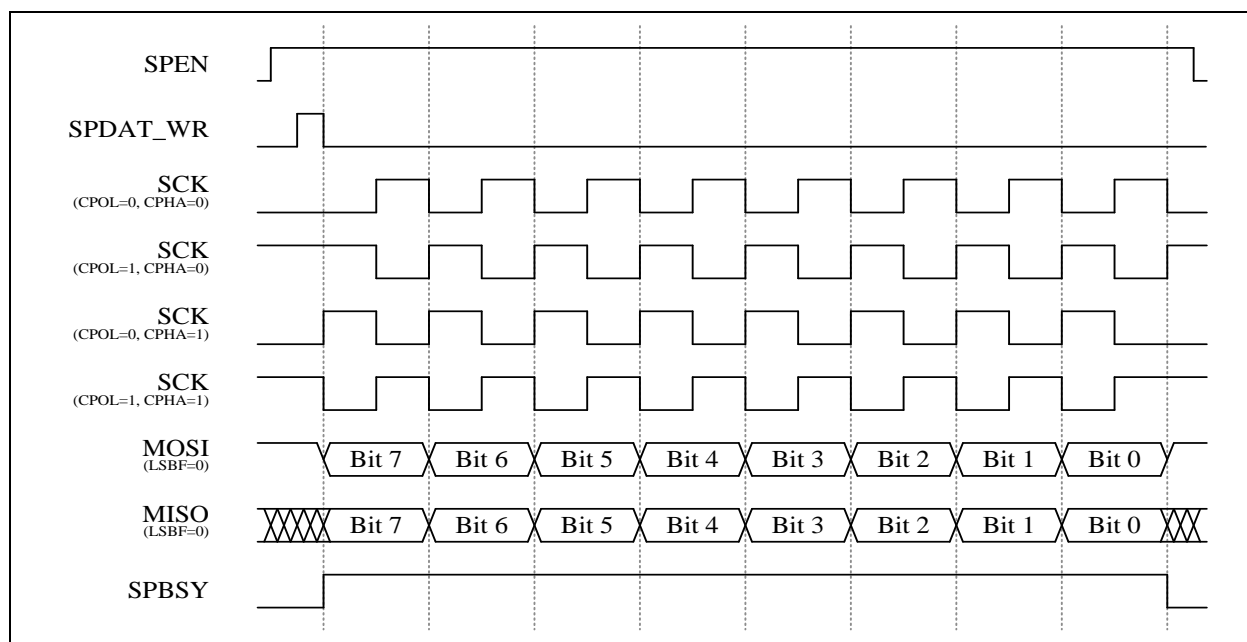 SPEN
SPDAT_WR
SCK
(CPOL=0, CPHA=0)
SCK
(CPOL=1, CPHA=0)
SCK
(CPOL=0, CPHA=1)
SCK
(CPOL=1, CPHA=1)
MOSI
(LSBF=0)
Bit 7 Bit 6 Bit 5 Bit 4 Bit 3 Bit 2 Bit 1 Bit 0
MISO
(LSBF=0)
Bit 7 Bit 6 Bit 5 Bit 4 Bit 3 Bit 2 Bit 1 Bit 0
SPBSY